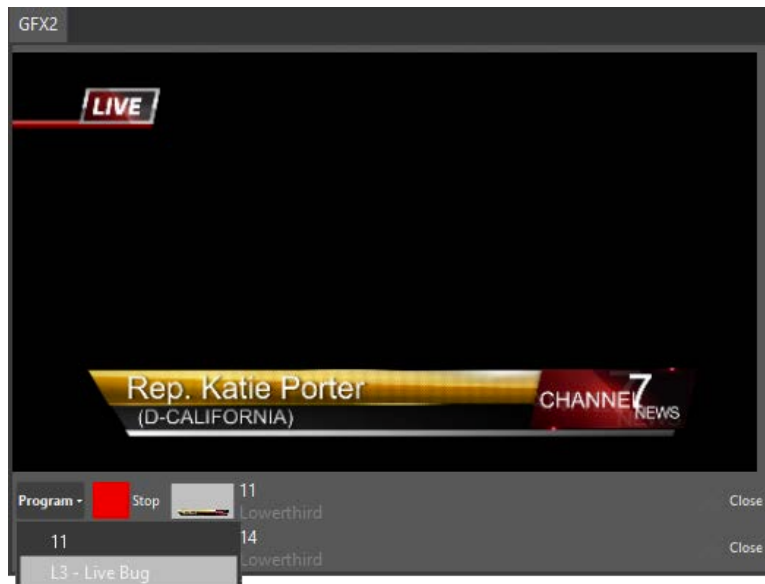 GFX2
LIVE
Rep. Katie Porter
(D-CALIFORNIA)
CHANNEL 7
NEWS
Program Stop 11 Close
Lowerthird
11 14 Close
Lowerthird
L3 - Live Bug